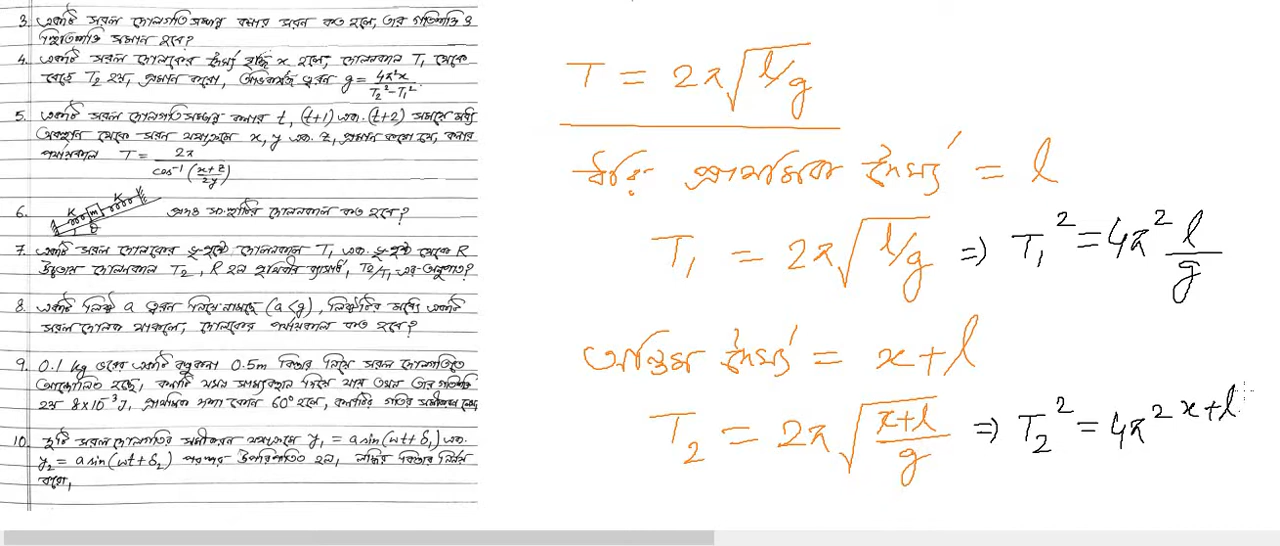 3. একটি সরল দোলগতি সম্পন্ন কণার সরণ কত হলে, তার গতিশক্তি ও
স্থিতিশক্তি সমান হবে?
4. একটি সরল দোলকের দৈর্ঘ্য বৃদ্ধি x হলে, দোলনকাল T₁ থেকে
বেড়ে T₂ হয়, প্রমাণ করো, অভিকর্ষজ ত্বরণ g = 4π²x / T₂² - T₁²
5. একটি সরল দোলগতি সম্পন্ন কণার t, (t+1) এবং (t+2) সময়ে মধ্য
অবস্থান থেকে সরণ যথাক্রমে x, y এবং z, প্রমাণ করো যে, কণার
পর্যায়কাল T = 2π / cos⁻¹ (x+z / 2y)
6. K m K θ প্রদত্ত সংস্থাটির দোলনকাল কত হবে?
7. একটি সরল দোলকের ভূ-পৃষ্ঠে দোলনকাল T₁ এবং ভূ-পৃষ্ঠ থেকে R
উচ্চতায় দোলনকাল T₂, R হল পৃথিবীর ব্যাসার্ধ, T₂/T₁ -এর অনুপাত?
8. একটি লিফ্ট a ত্বরণ নিয়ে নামছে (a < g), লিফ্টটির মধ্যে একটি
সরল দোলক থাকলে, দোলকের পর্যায়কাল কত হবে?
9. 0.1 kg ভরের একটি বস্তুকণা 0.5m বিস্তার নিয়ে সরল দোলগতিতে
আন্দোলিত হচ্ছে, কণাটি যখন সাম্যাবস্থান দিয়ে যায় তখন তার গতিশক্তি
হয় 8×10⁻³J, প্রাথমিক দশা কোণ 60° হলে, কণাটির গতির সমীকরণ
10. দুটি সরল দোলগতির সমীকরণ যথাক্রমে y₁ = a sin(ωt + δ₁) এবং
y₂ = a sin(ωt + δ₂) পরস্পর উপরিপাতিত হল, লব্ধির বিস্তার নির্ণয়
করো,
T = 2π√l/g
ধরি, প্রাথমিক দৈর্ঘ্য = l
T₁ = 2π√l/g ⇒ T₁² = 4π² l/g
অন্তিম দৈর্ঘ্য = x+l
T₂ = 2π√x+l/g ⇒ T₂² = 4π² x+l